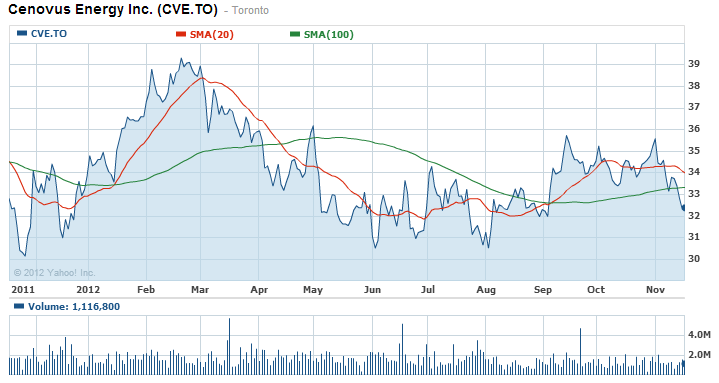 Cenovus Energy Inc. (CVE.TO) - Toronto
CVE.TO SMA(20) SMA(100)
39
38
37
36
35
34
33
32
31
30
© 2012 Yahoo! Inc.
2011 2012 Feb Mar Apr May Jun Jul Aug Sep Oct Nov
Volume: 1,116,800
4.0M
2.0M